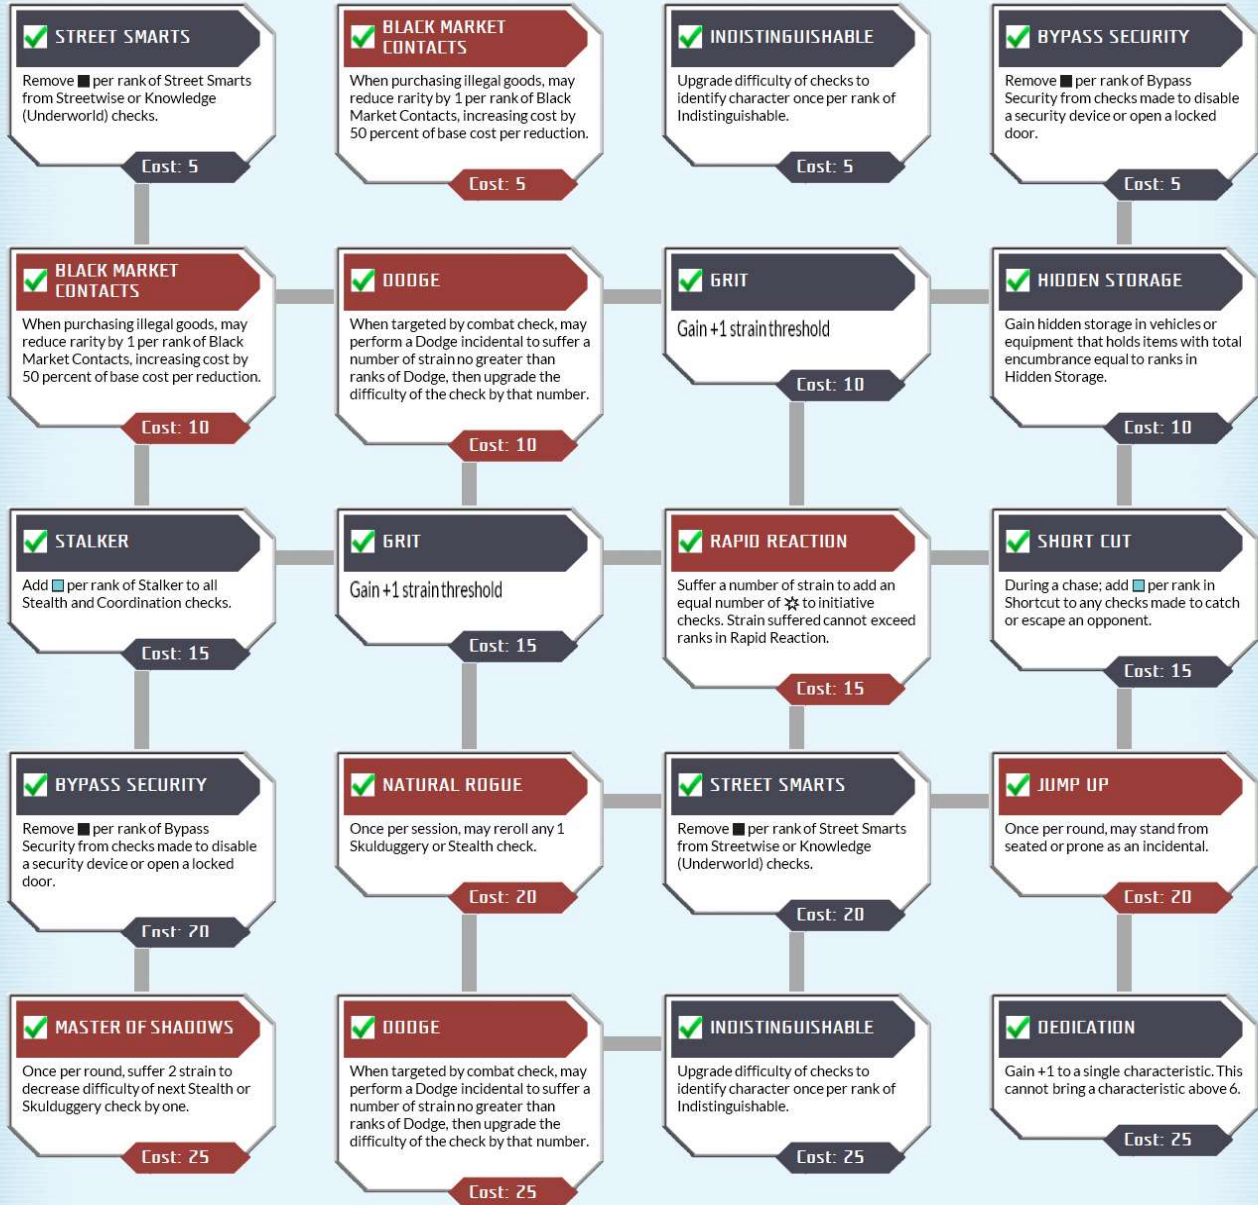 STREET SMARTS
Remove ■ per rank of Street Smarts
from Streetwise or Knowledge
(Underworld) checks.
Cost: 5
BLACK MARKET
CONTACTS
When purchasing illegal goods, may
reduce rarity by 1 per rank of Black
Market Contacts, increasing cost by
50 percent of base cost per reduction.
Cost: 5
INDISTINGUISHABLE
Upgrade difficulty of checks to
identify character once per rank of
Indistinguishable.
Cost: 5
BYPASS SECURITY
Remove ■ per rank of Bypass
Security from checks made to disable
a security device or open a locked
door.
Cost: 5
BLACK MARKET
CONTACTS
When purchasing illegal goods, may
reduce rarity by 1 per rank of Black
Market Contacts, increasing cost by
50 percent of base cost per reduction.
Cost: 10
DODGE
When targeted by combat check, may
perform a Dodge incidental to suffer a
number of strain no greater than
ranks of Dodge, then upgrade the
difficulty of the check by that number.
Cost: 10
GRIT
Gain +1 strain threshold
Cost: 10
HIDDEN STORAGE
Gain hidden storage in vehicles or
equipment that holds items with total
encumbrance equal to ranks in
Hidden Storage.
Cost: 10
STALKER
Add ■ per rank of Stalker to all
Stealth and Coordination checks.
Cost: 15
GRIT
Gain +1 strain threshold
Cost: 15
RAPID REACTION
Suffer a number of strain to add an
equal number of ✲ to initiative
checks. Strain suffered cannot exceed
ranks in Rapid Reaction.
Cost: 15
SHORT CUT
During a chase; add ■ per rank in
Shortcut to any checks made to catch
or escape an opponent.
Cost: 15
BYPASS SECURITY
Remove ■ per rank of Bypass
Security from checks made to disable
a security device or open a locked
door.
Cost: 20
NATURAL ROGUE
Once per session, may reroll any 1
Skulduggery or Stealth check.
Cost: 20
STREET SMARTS
Remove ■ per rank of Street Smarts
from Streetwise or Knowledge
(Underworld) checks.
Cost: 20
JUMP UP
Once per round, may stand from
seated or prone as an incidental.
Cost: 20
MASTER OF SHADOWS
Once per round, suffer 2 strain to
decrease difficulty of next Stealth or
Skulduggery check by one.
Cost: 25
DODGE
When targeted by combat check, may
perform a Dodge incidental to suffer a
number of strain no greater than
ranks of Dodge, then upgrade the
difficulty of the check by that number.
Cost: 25
INDISTINGUISHABLE
Upgrade difficulty of checks to
identify character once per rank of
Indistinguishable.
Cost: 25
DEDICATION
Gain +1 to a single characteristic. This
cannot bring a characteristic above 6.
Cost: 25